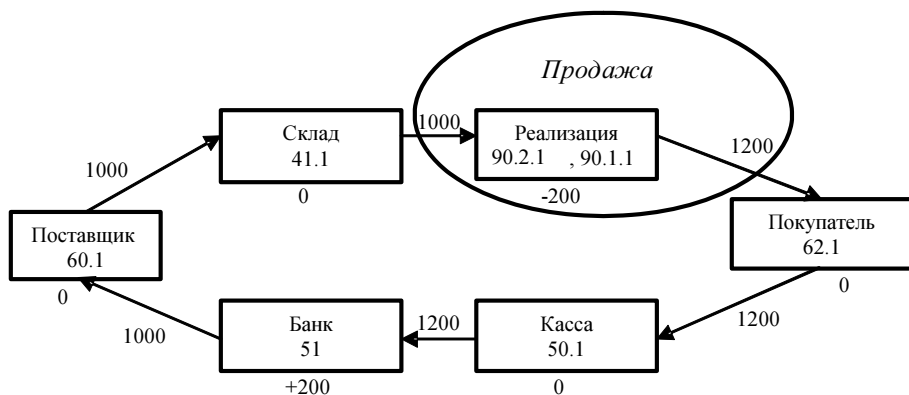 Продажа
Склад
41.1
0
1000
Реализация
90.2.1 , 90.1.1
-200
1200
1000
Поставщик
60.1
0
Покупатель
62.1
0
1000
Банк
51
+200
1200
Касса
50.1
0
1200